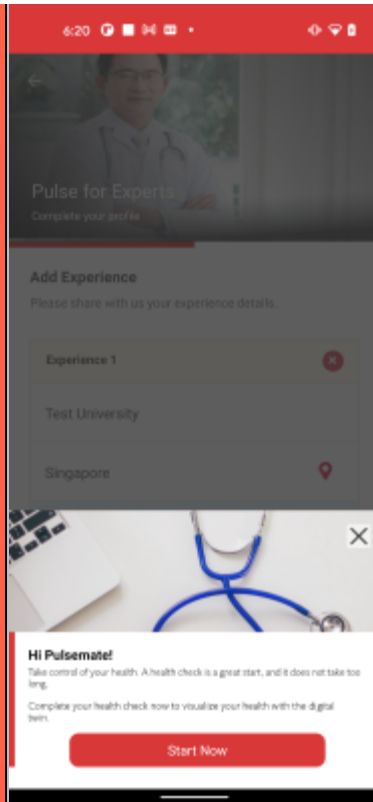 6:20
Pulse for Experts
Complete your profile
Add Experience
Please share with us your experience details.
Experience 1
Test University
Singapore
Hi Pulsemate!
Take control of your health. A health check is a great start, and it does not take too
long.
Complete your health check now to visualize your health with the digital
twin.
Start Now